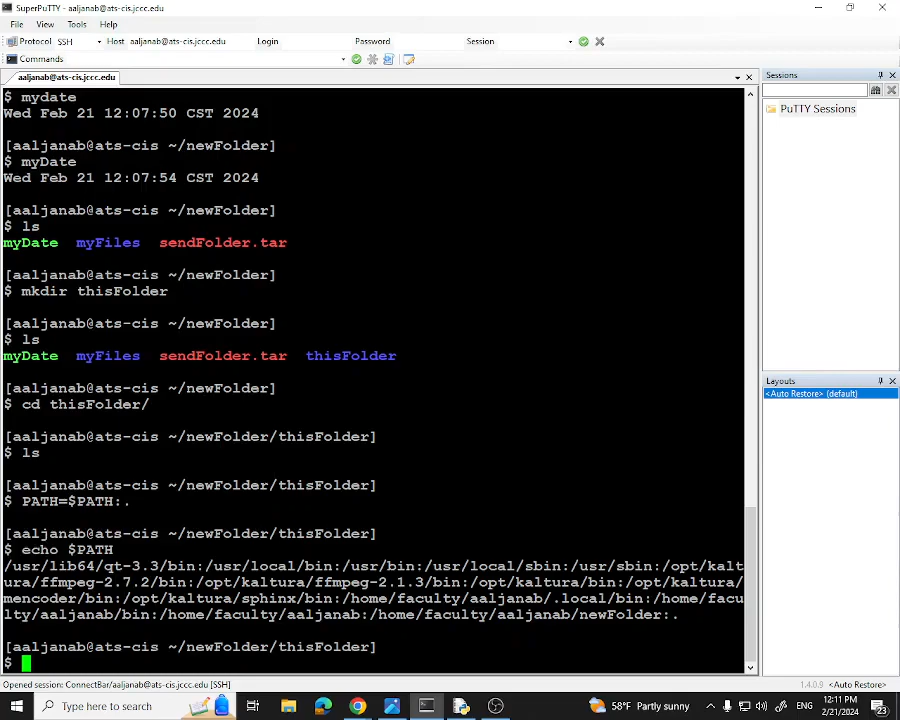 SuperPuTTY - aaljanab@ats-cis.jccc.edu
File View Tools Help
Protocol SSH Host aaljanab@ats-cis.jccc.edu Login Password Session
Commands
aaljanab@ats-cis.jccc.edu
$ mydate
Wed Feb 21 12:07:50 CST 2024
[aaljanab@ats-cis ~/newFolder]
$ myDate
Wed Feb 21 12:07:54 CST 2024
[aaljanab@ats-cis ~/newFolder]
$ ls
myDate myFiles sendFolder.tar
[aaljanab@ats-cis ~/newFolder]
$ mkdir thisFolder
[aaljanab@ats-cis ~/newFolder]
$ ls
myDate myFiles sendFolder.tar thisFolder
[aaljanab@ats-cis ~/newFolder]
$ cd thisFolder/
[aaljanab@ats-cis ~/newFolder/thisFolder]
$ ls
[aaljanab@ats-cis ~/newFolder/thisFolder]
$ PATH=$PATH:.
[aaljanab@ats-cis ~/newFolder/thisFolder]
$ echo $PATH
/usr/lib64/qt-3.3/bin:/usr/local/bin:/usr/bin:/usr/local/sbin:/usr/sbin:/opt/kalt
ura/ffmpeg-2.7.2/bin:/opt/kaltura/ffmpeg-2.1.3/bin:/opt/kaltura/bin:/opt/kaltura/
mencoder/bin:/opt/kaltura/sphinx/bin:/home/faculty/aaljanab/.local/bin:/home/facu
lty/aaljanab/bin:/home/faculty/aaljanab:/home/faculty/aaljanab/newFolder:.
[aaljanab@ats-cis ~/newFolder/thisFolder]
$
Sessions
PuTTY Sessions
Layouts
<Auto Restore> [default]
Opened session: ConnectBar/aaljanab@ats-cis.jccc.edu [SSH]
1.4.0.9 <Auto Restore>
Type here to search
58°F Partly sunny
ENG
12:11 PM
2/21/2024
23